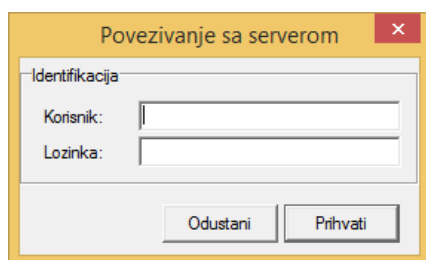 Povezivanje sa serverom
Identifikacija
Korisnik:
Lozinka:
Odustani Prihvati